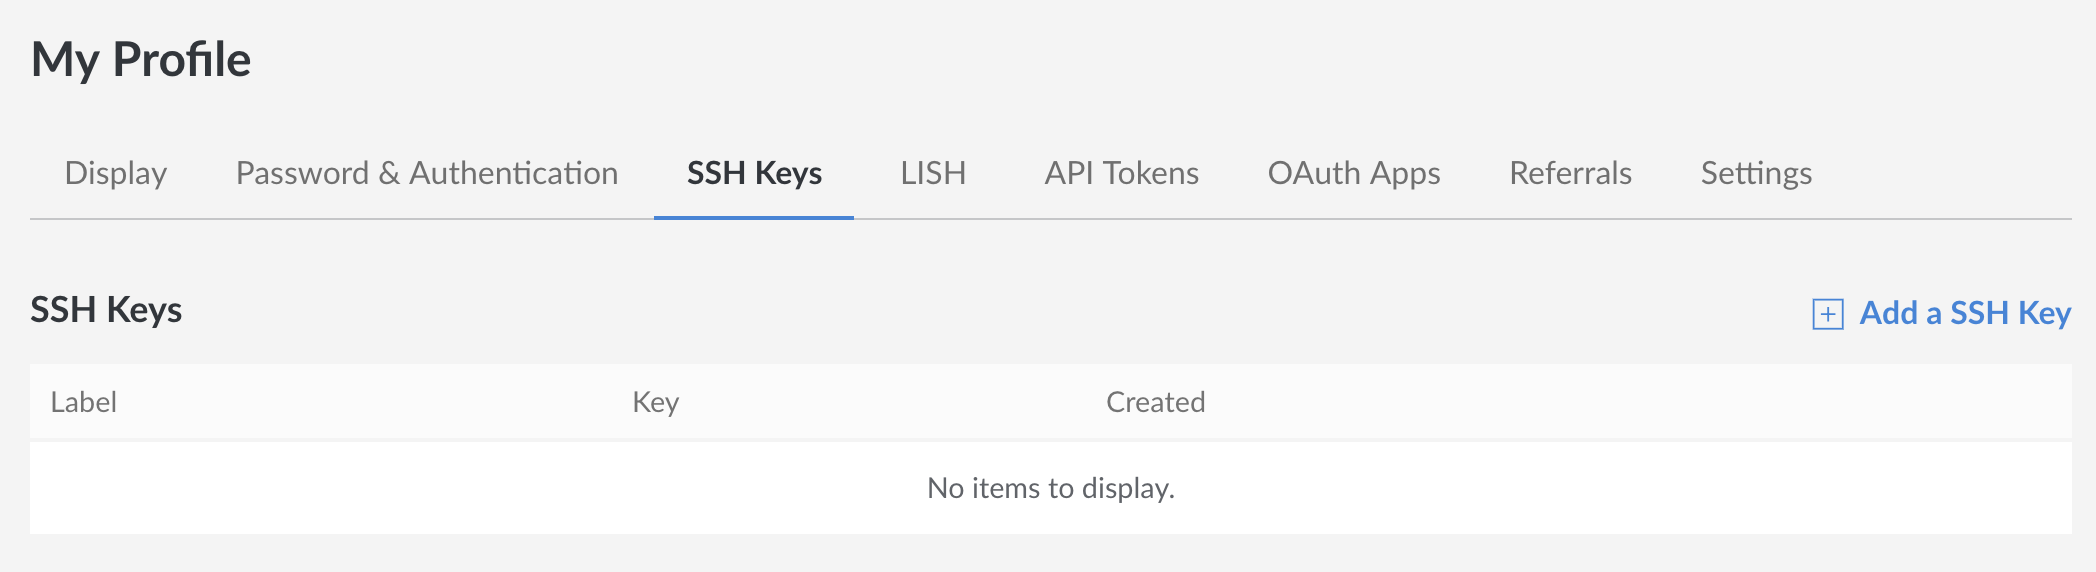 My Profile
Display Password & Authentication SSH Keys LISH API Tokens OAuth Apps Referrals Settings
SSH Keys Add a SSH Key
Label Key Created
No items to display.